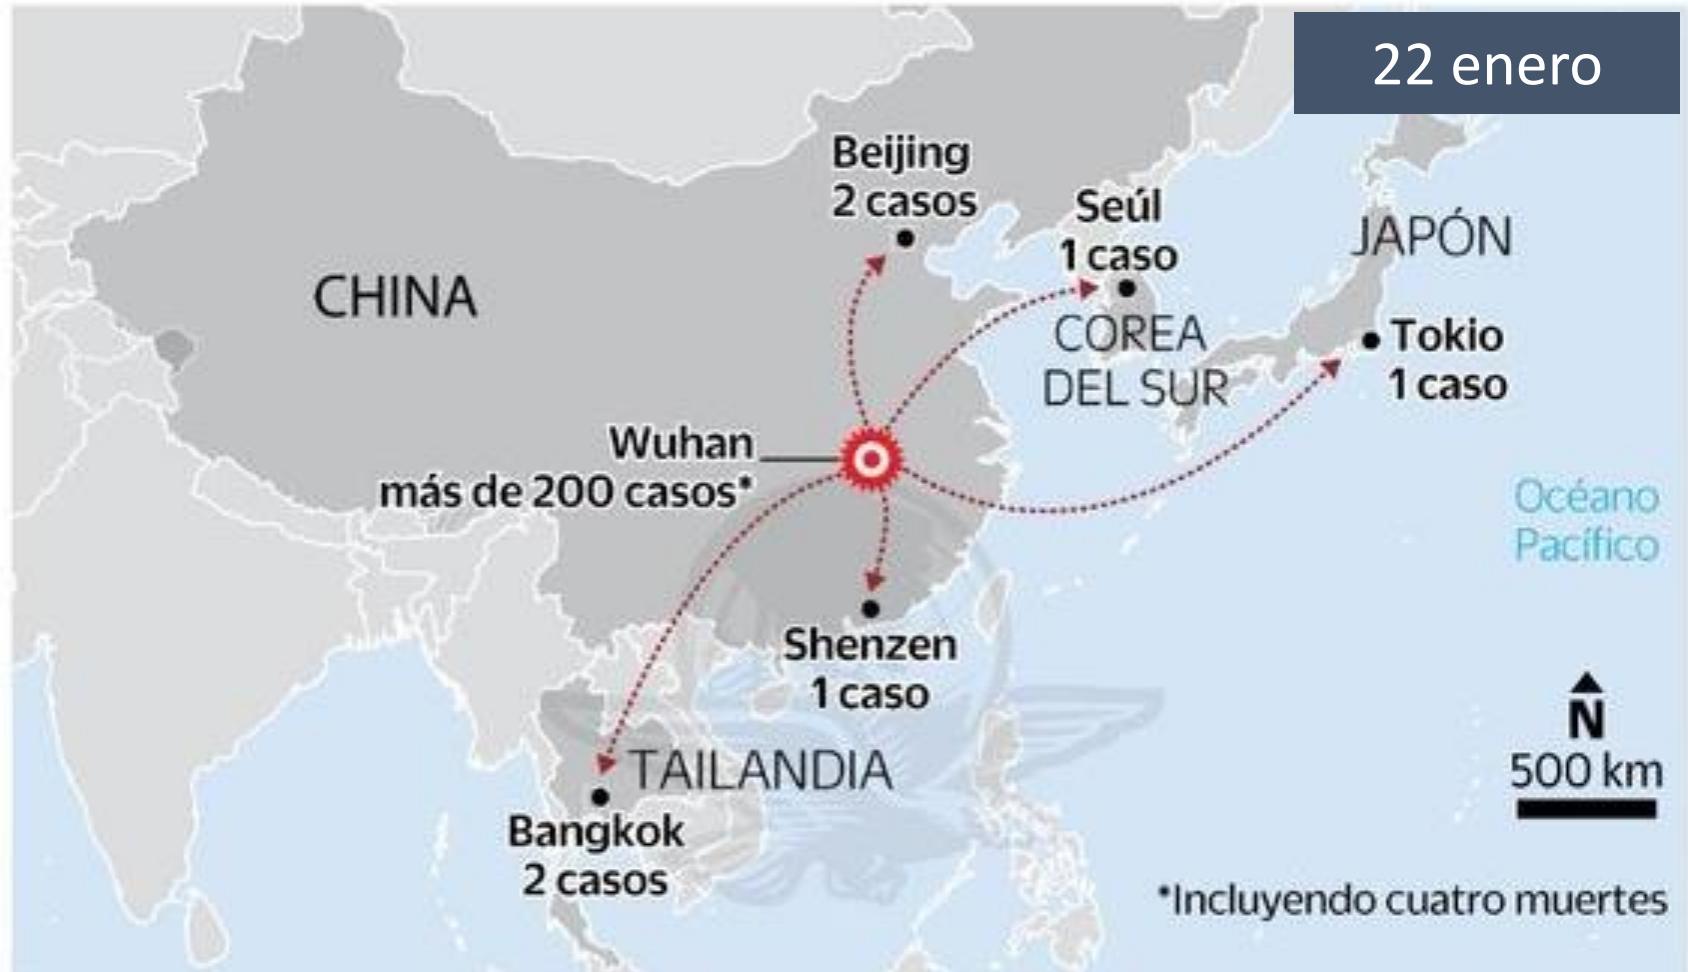 22 enero
Beijing
2 casos
Seúl
1 caso
JAPÓN
CHINA
COREA
DEL SUR
Tokio
1 caso
Wuhan
más de 200 casos*
Océano
Pacífico
Shenzen
1 caso
N
500 km
TAILANDIA
Bangkok
2 casos
*Incluyendo cuatro muertes